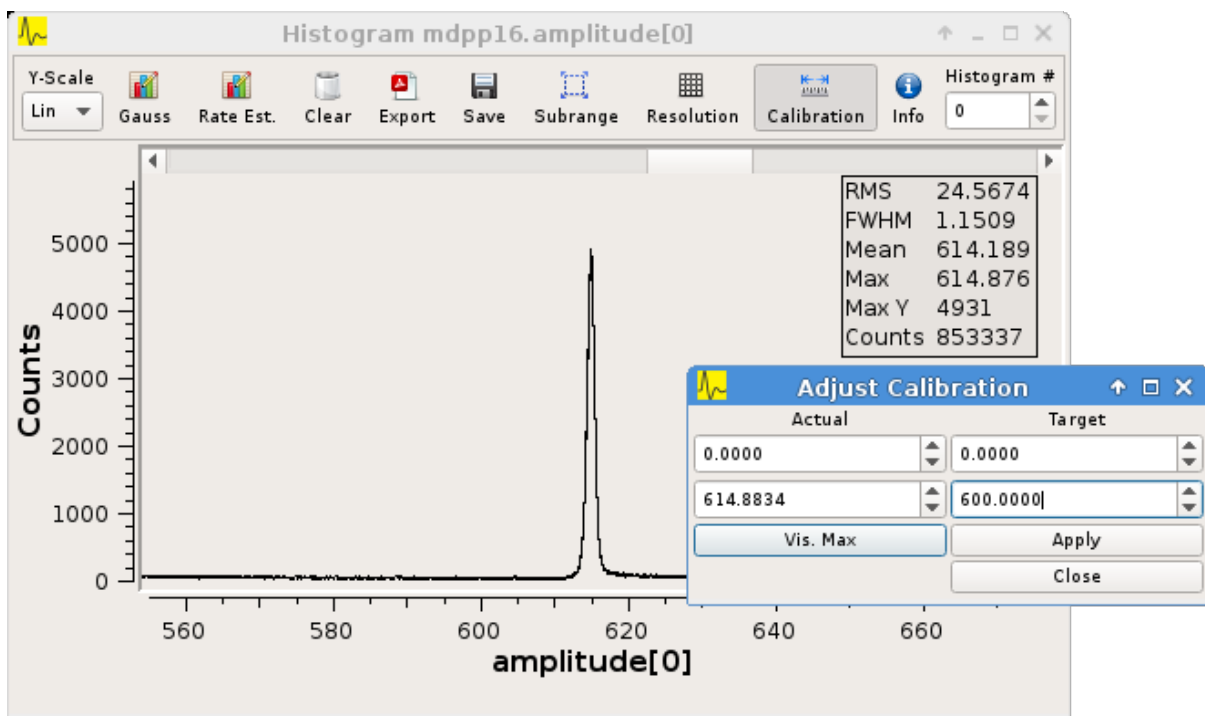 Histogram mdpp16.amplitude[0]
Y-Scale
Histogram #
Lin
Gauss
Rate Est.
Clear
Export
Save
Subrange
Resolution
Calibration
Info
0
RMS 24.5674
FWHM 1.1509
Mean 614.189
Max 614.876
Max Y 4931
Counts 853337
5000
4000
3000
2000
1000
0
Counts
560 580 600 620 640 660
amplitude[0]
Adjust Calibration
Actual Target
0.0000 0.0000
614.8834 600.0000
Vis. Max Apply
Close